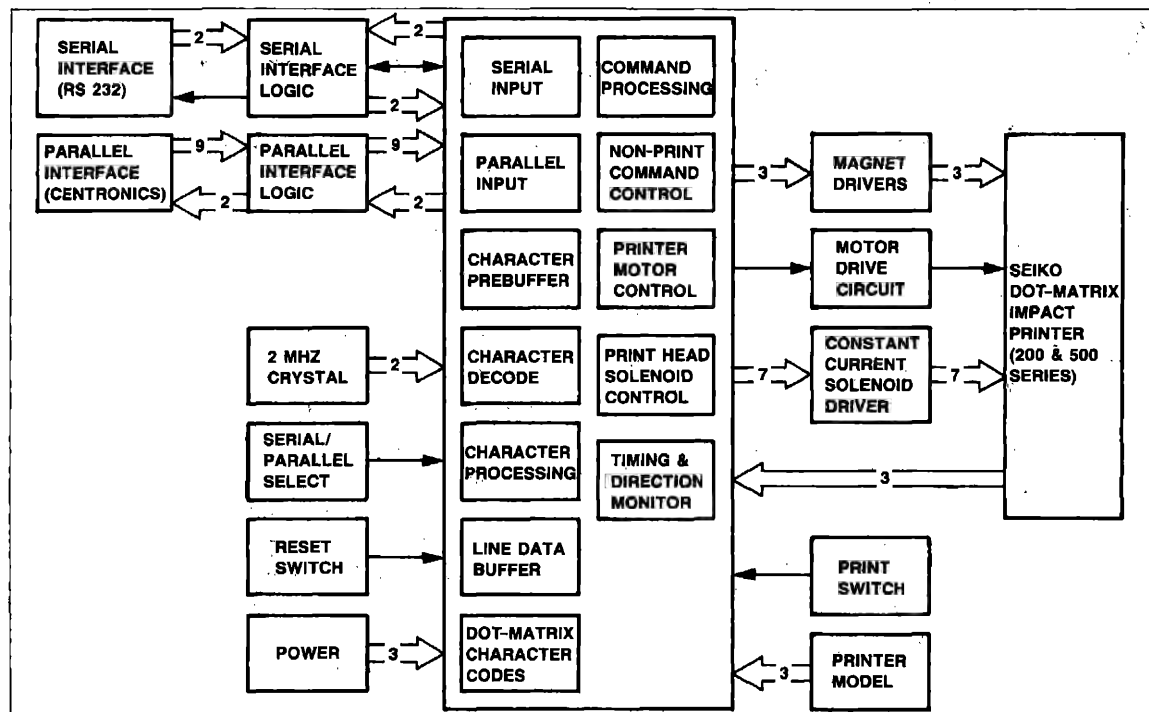 SERIAL
INTERFACE
(RS 232)
2
SERIAL
INTERFACE
LOGIC
2
2
PARALLEL
INTERFACE
(CENTRONICS)
9
2
PARALLEL
INTERFACE
LOGIC
9
2
2 MHZ
CRYSTAL
2
SERIAL/
PARALLEL
SELECT
RESET
SWITCH
POWER
3
SERIAL
INPUT
PARALLEL
INPUT
CHARACTER
PREBUFFER
CHARACTER
DECODE
CHARACTER
PROCESSING
LINE DATA
BUFFER
DOT-MATRIX
CHARACTER
CODES
COMMAND
PROCESSING
NON-PRINT
COMMAND
CONTROL
PRINTER
MOTOR
CONTROL
PRINT HEAD
SOLENOID
CONTROL
TIMING &
DIRECTION
MONITOR
3
MAGNET
DRIVERS
3
MOTOR
DRIVE
CIRCUIT
7
CONSTANT
CURRENT
SOLENOID
DRIVER
7
3
PRINT
SWITCH
3
PRINTER
MODEL
SEIKO
DOT-MATRIX
IMPACT
PRINTER
(200 & 500
SERIES)